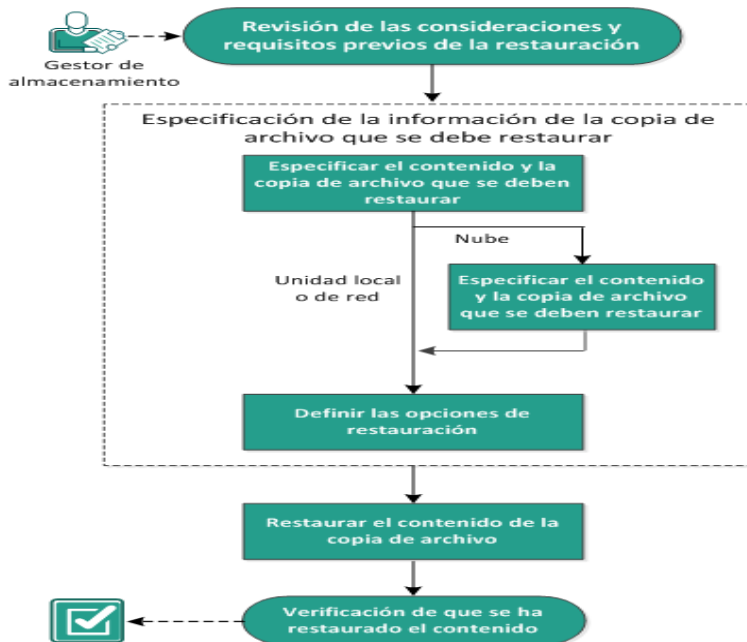 Revisión de las consideraciones y
requisitos previos de la restauración
Gestor de
almacenamiento
Especificación de la información de la copia de
archivo que se debe restaurar
Especificar el contenido y la
copia de archivo que se deben
restaurar
Nube
Unidad local
o de red
Especificar el contenido
y la copia de archivo
que se deben restaurar
Definir las opciones de
restauración
Restaurar el contenido de la
copia de archivo
Verificación de que se ha
restaurado el contenido